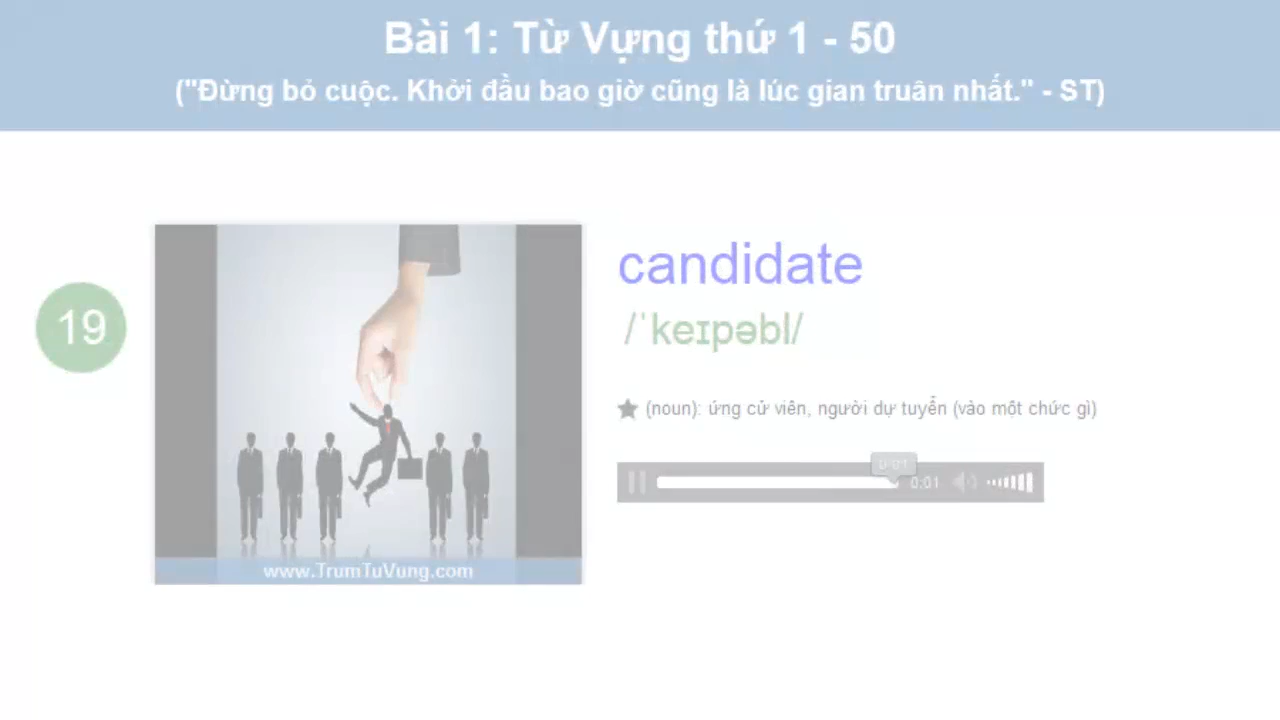 Bài 1: Từ Vựng thứ 1 - 50
("Đừng bỏ cuộc. Khởi đầu bao giờ cũng là lúc gian truân nhất." - ST)
19
candidate
/ˈkeɪpəbl/
(noun): ứng cử viên, người dự tuyển (vào một chức gì)
0:01
0:01
www.TrumTuVung.com